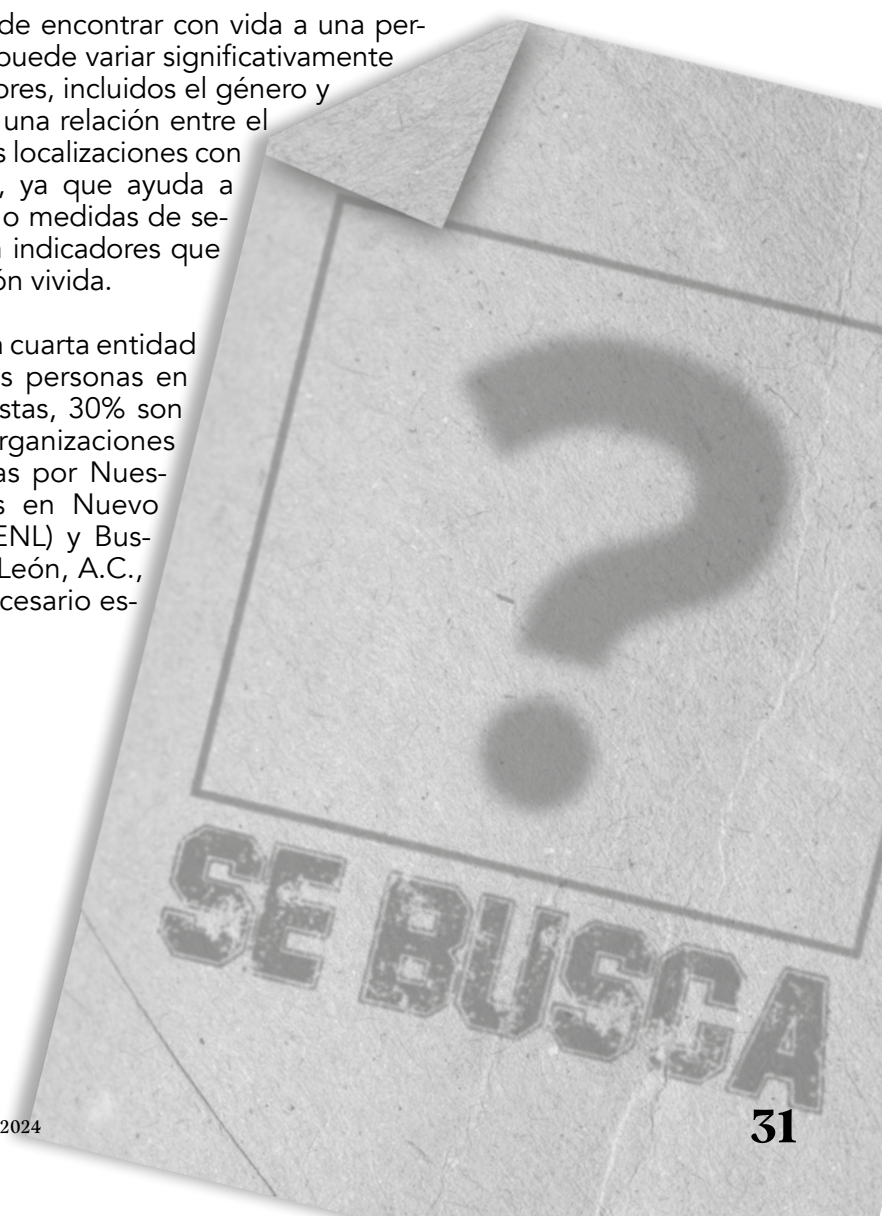 de encontrar con vida a una per-
puede variar significativamente
ores, incluidos el género y
una relación entre el
s localizaciones con
, ya que ayuda a
o medidas de se-
indicadores que
ón vivida.
cuarta entidad
s personas en
stas, 30% son
rganizaciones
as por Nues-
s en Nuevo
ENL) y Bus-
León, A.C.,
cesario es-
SE BUSCA
2024
31